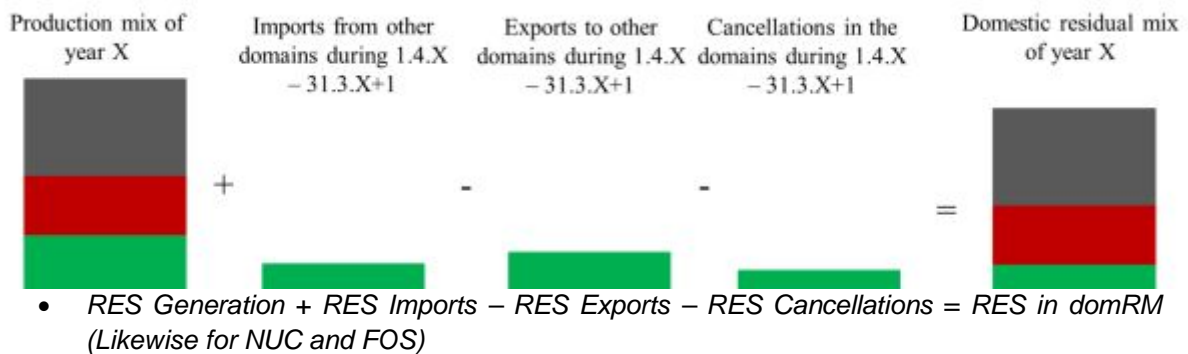 Production mix of
year X
Imports from other
domains during 1.4.X
– 31.3.X+1
Exports to other
domains during 1.4.X
– 31.3.X+1
Cancellations in the
domains during 1.4.X
– 31.3.X+1
Domestic residual mix
of year X
+
-
-
=
• RES Generation + RES Imports – RES Exports – RES Cancellations = RES in domRM
(Likewise for NUC and FOS)